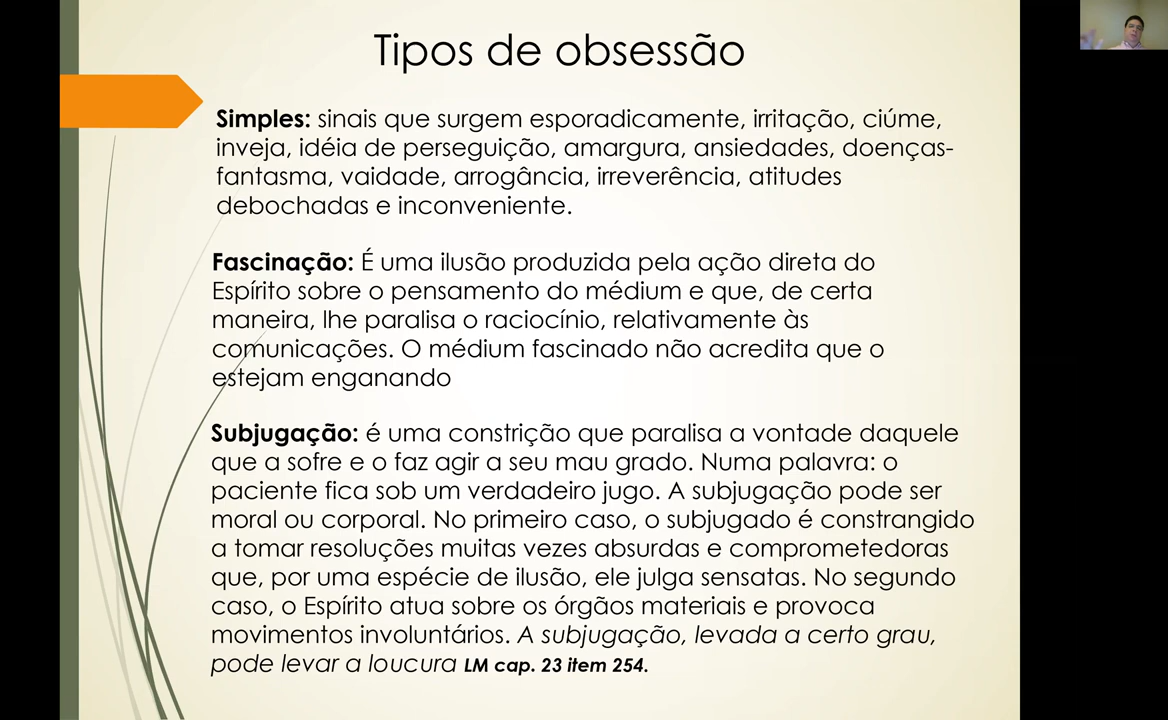 Tipos de obsessão
Simples: sinais que surgem esporadicamente, irritação, ciúme,
inveja, idéia de perseguição, amargura, ansiedades, doenças-
fantasma, vaidade, arrogância, irreverência, atitudes
debochadas e inconveniente.
Fascinação: É uma ilusão produzida pela ação direta do
Espírito sobre o pensamento do médium e que, de certa
maneira, lhe paralisa o raciocínio, relativamente às
comunicações. O médium fascinado não acredita que o
estejam enganando
Subjugação: é uma constrição que paralisa a vontade daquele
que a sofre e o faz agir a seu mau grado. Numa palavra: o
paciente fica sob um verdadeiro jugo. A subjugação pode ser
moral ou corporal. No primeiro caso, o subjugado é constrangido
a tomar resoluções muitas vezes absurdas e comprometedoras
que, por uma espécie de ilusão, ele julga sensatas. No segundo
caso, o Espírito atua sobre os órgãos materiais e provoca
movimentos involuntários. A subjugação, levada a certo grau,
pode levar a loucura LM cap. 23 item 254.